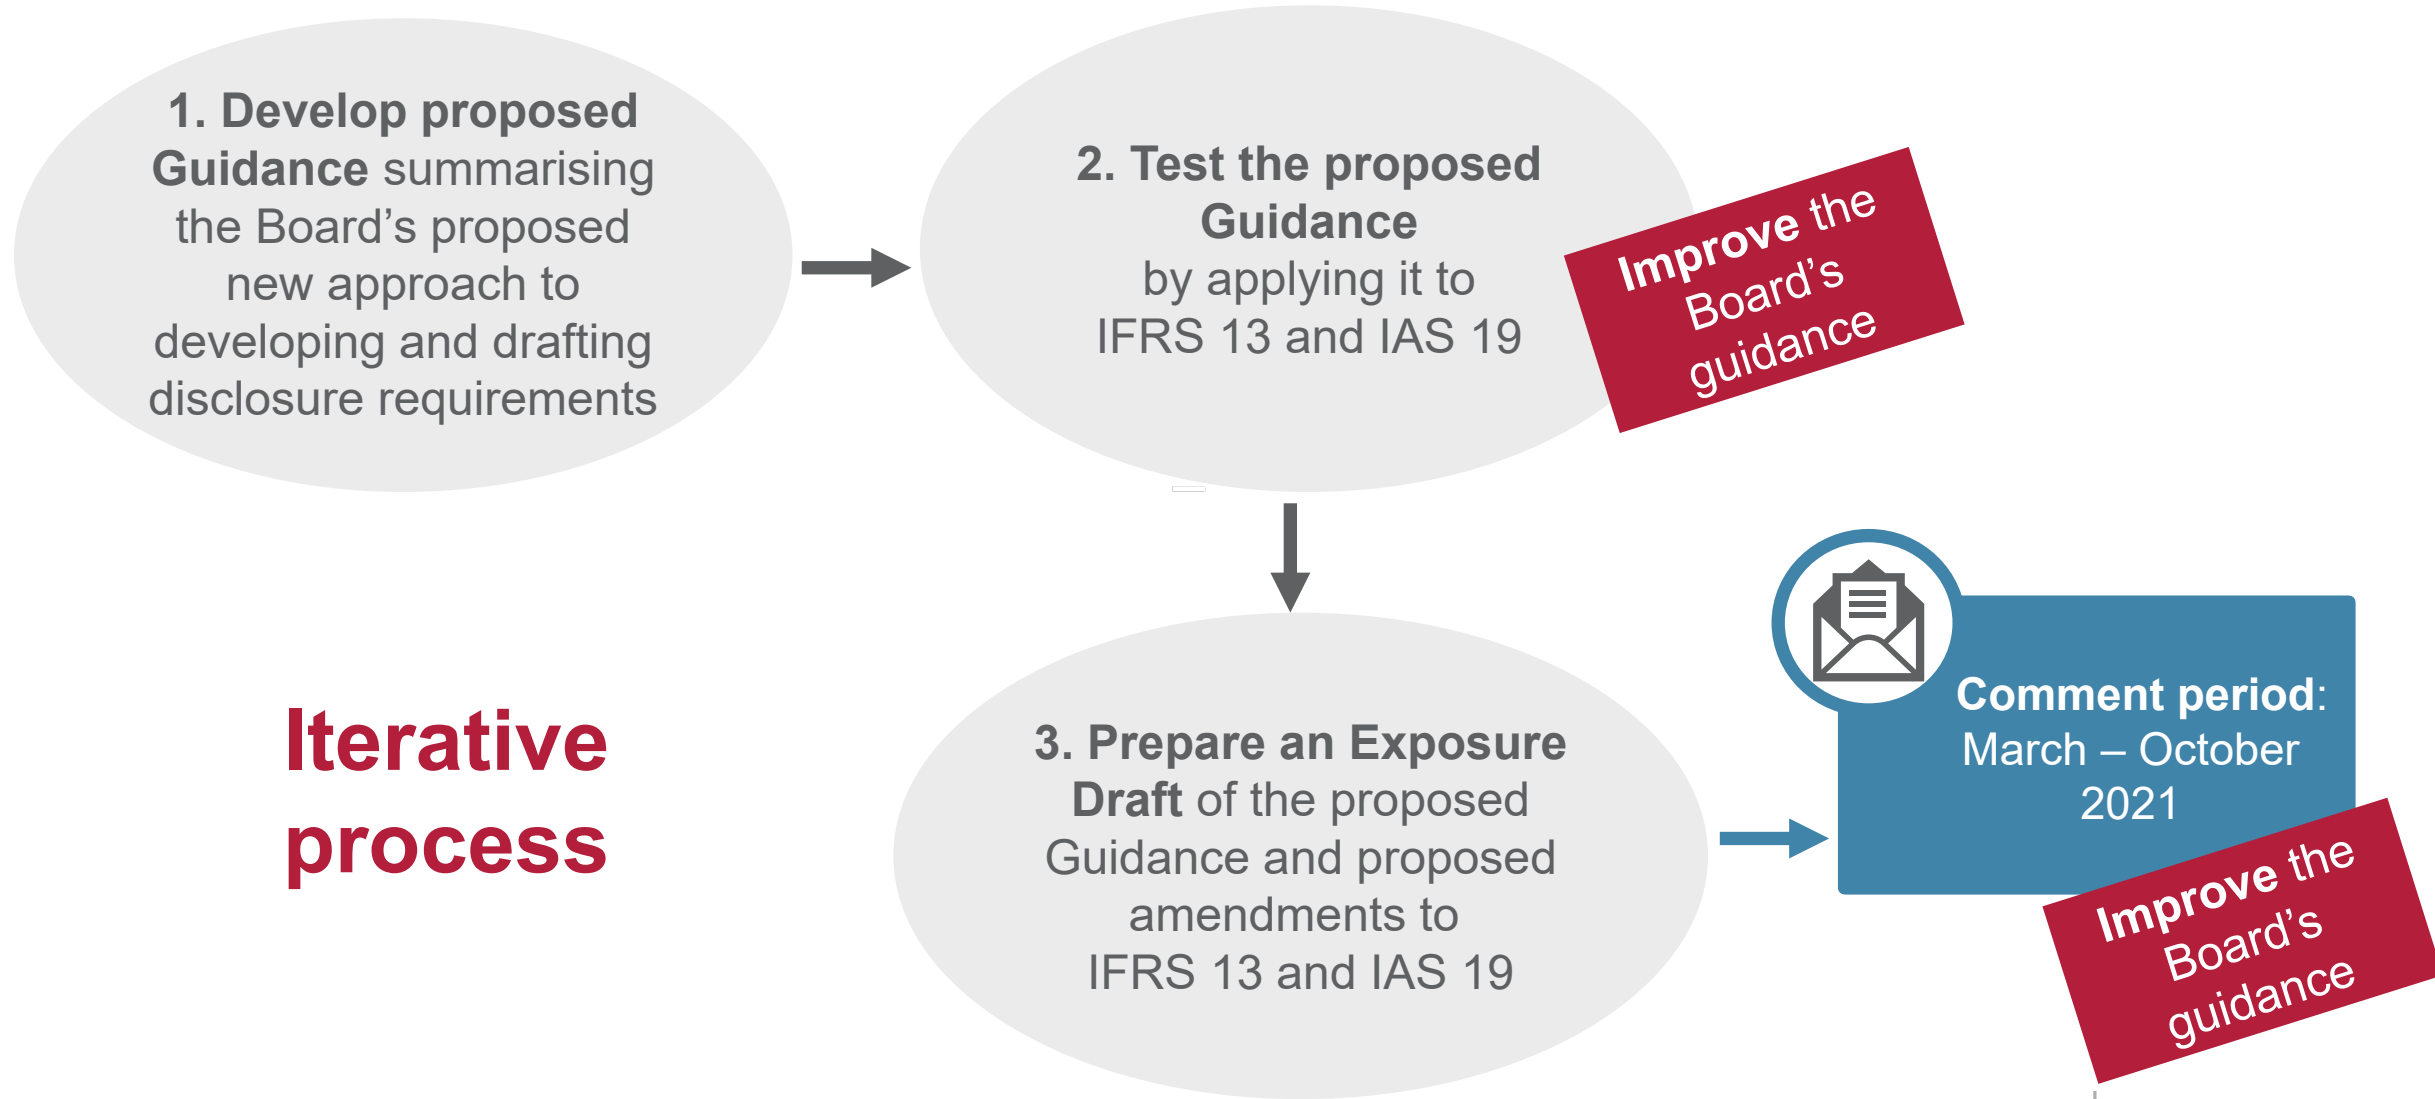 1. Develop proposed
Guidance summarising
the Board’s proposed
new approach to
developing and drafting
disclosure requirements
2. Test the proposed
Guidance
by applying it to
IFRS 13 and IAS 19
Improve the
Board’s
guidance
Iterative
process
3. Prepare an Exposure
Draft of the proposed
Guidance and proposed
amendments to
IFRS 13 and IAS 19
Comment period:
March – October
2021
Improve the
Board’s
guidance